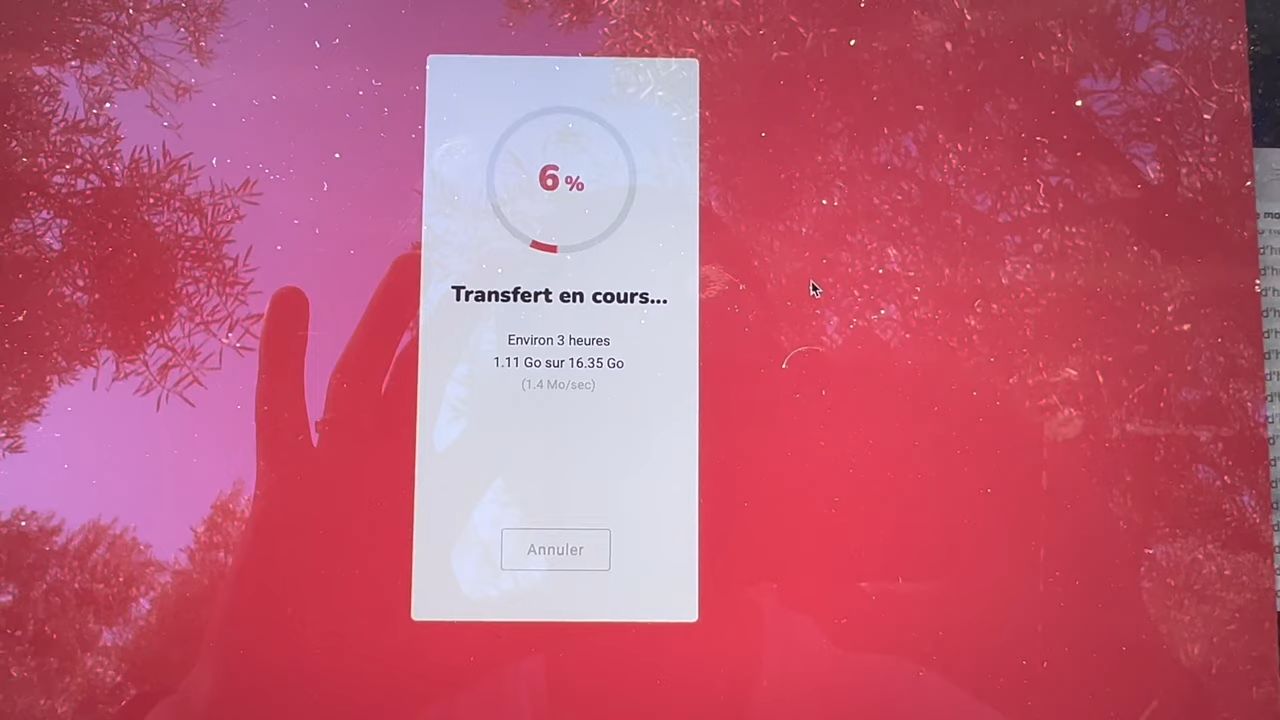 6 %
Transfert en cours...
Environ 3 heures
1.11 Go sur 16.35 Go
(1.4 Mo/sec)
Annuler